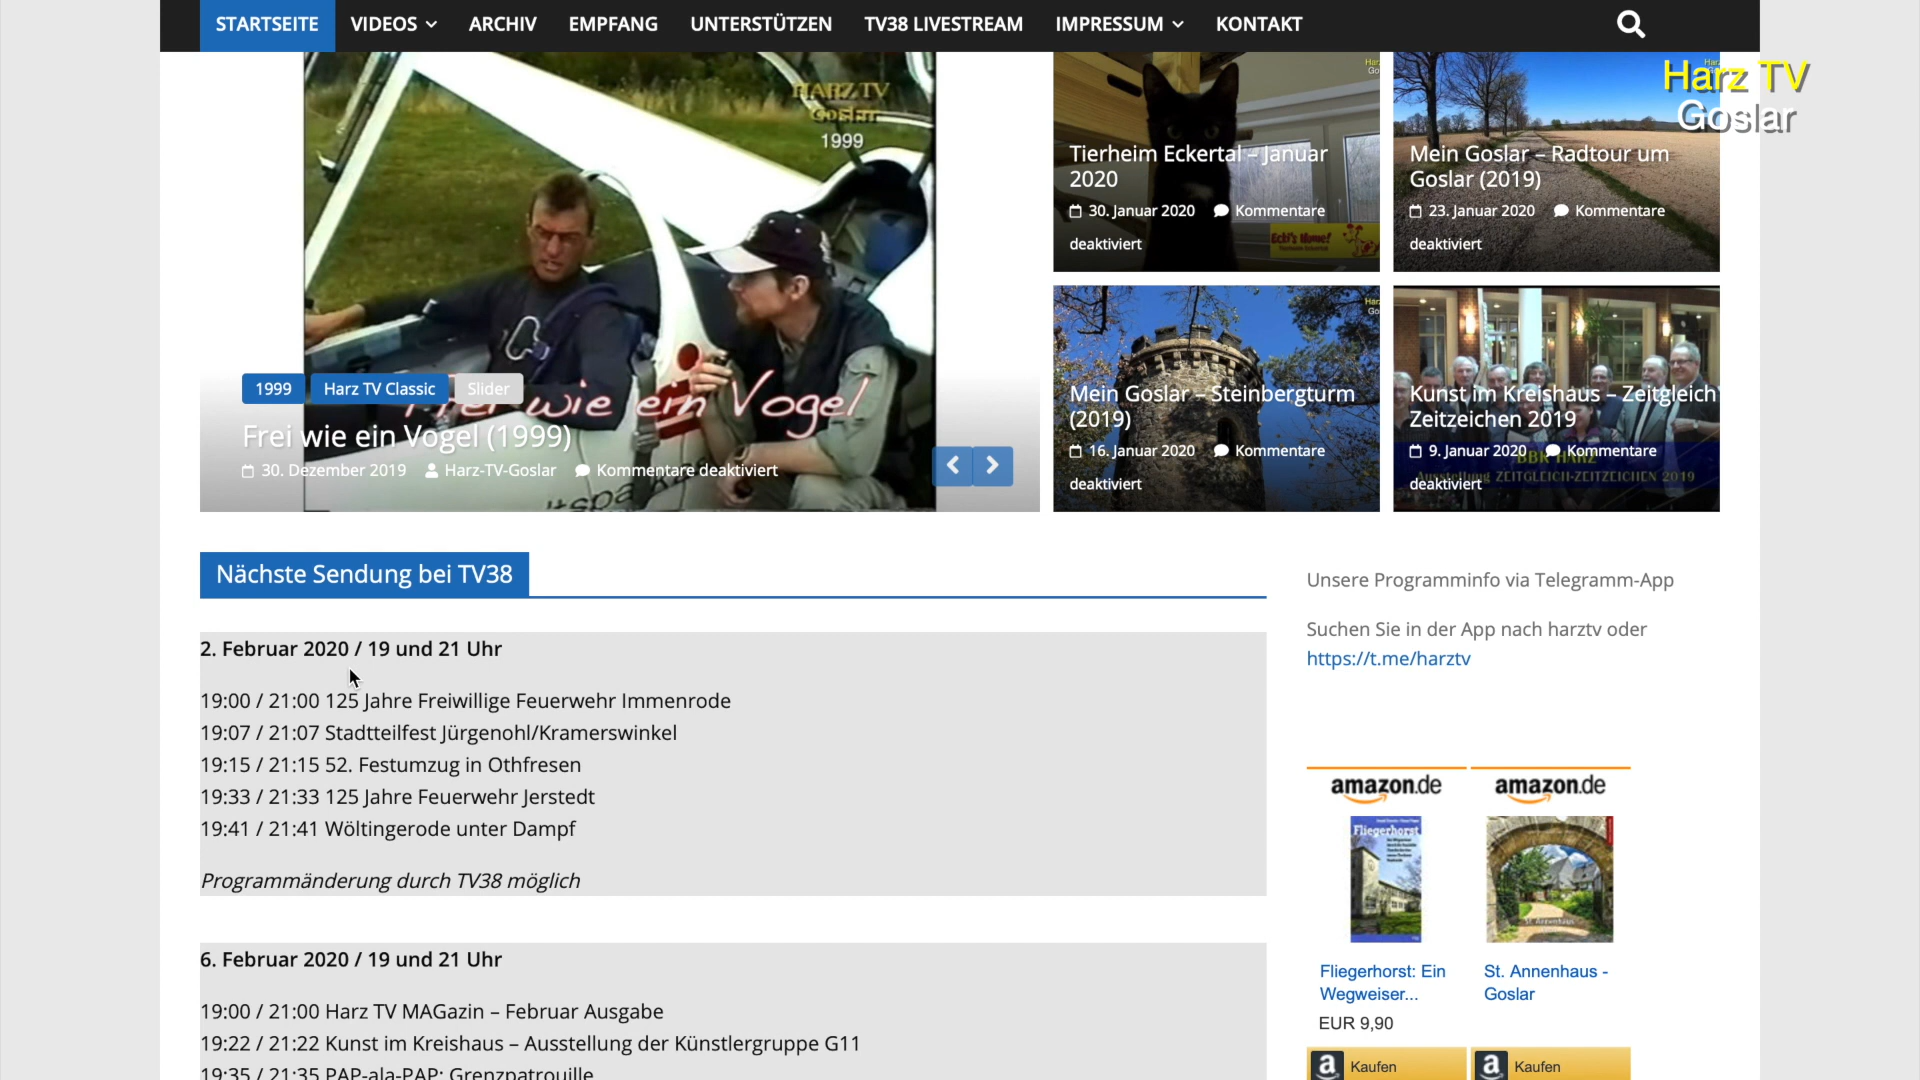 STARTSEITE VIDEOS ARCHIV EMPFANG UNTERSTÜTZEN TV38 LIVESTREAM IMPRESSUM KONTAKT
Harz TV
Goslar
HARZ TV
Goslar
1999
1999 Harz TV Classic Slider
Frei wie ein Vogel
Frei wie ein Vogel (1999)
30. Dezember 2019 Harz-TV-Goslar Kommentare deaktiviert
Tierheim Eckertal – Januar
2020
30. Januar 2020 Kommentare
deaktiviert
Mein Goslar – Radtour um
Goslar (2019)
23. Januar 2020 Kommentare
deaktiviert
Mein Goslar – Steinbergturm
(2019)
16. Januar 2020 Kommentare
deaktiviert
Kunst im Kreishaus – Zeitgleich
Zeitzeichen 2019
9. Januar 2020 Kommentare
deaktiviert
BBK HARZ
Ausstellung ZEITGLEICH-ZEITZEICHEN 2019
Nächste Sendung bei TV38
2. Februar 2020 / 19 und 21 Uhr
19:00 / 21:00 125 Jahre Freiwillige Feuerwehr Immenrode
19:07 / 21:07 Stadtteilfest Jürgenohl/Kramerswinkel
19:15 / 21:15 52. Festumzug in Othfresen
19:33 / 21:33 125 Jahre Feuerwehr Jerstedt
19:41 / 21:41 Wöltingerode unter Dampf
Programmänderung durch TV38 möglich
6. Februar 2020 / 19 und 21 Uhr
19:00 / 21:00 Harz TV MAGazin – Februar Ausgabe
19:22 / 21:22 Kunst im Kreishaus – Ausstellung der Künstlergruppe G11
19:35 / 21:35 PAP-ala-PAP: Grenzpatrouille
Unsere Programminfo via Telegramm-App
Suchen Sie in der App nach harztv oder
https://t.me/harztv
amazon.de
Fliegerhorst
Fliegerhorst: Ein
Wegweiser...
EUR 9,90
Kaufen
amazon.de
St. Annenhaus
St. Annenhaus -
Goslar
Kaufen